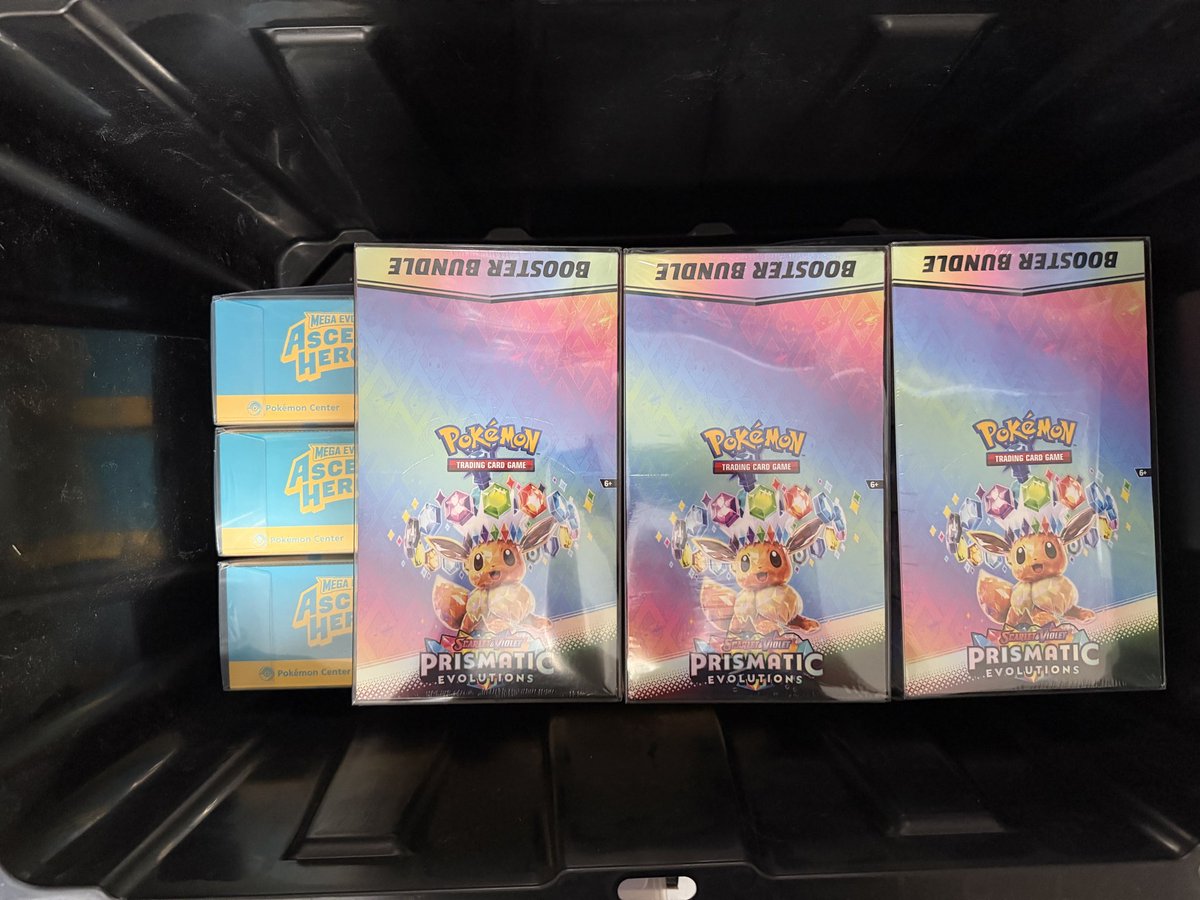 MEGA EVO
ASCE
HERO
Pokémon Center
MEGA EV
ASCE
HER
Pokémon Center
MEGA E
ASCE
HER
Pokémon Center
BOOSTER BUNDLE
Pokémon
TRADING CARD GAME
6+
SCARLET & VIOLET
PRISMATIC
EVOLUTIONS
BOOSTER BUNDLE
Pokémon
TRADING CARD GAME
6+
SCARLET & VIOLET
PRISMATIC
EVOLUTIONS
BOOSTER BUNDLE
Pokémon
TRADING CARD GAME
6+
SCARLET & VIOLET
PRISMATIC
EVOLUTIONS